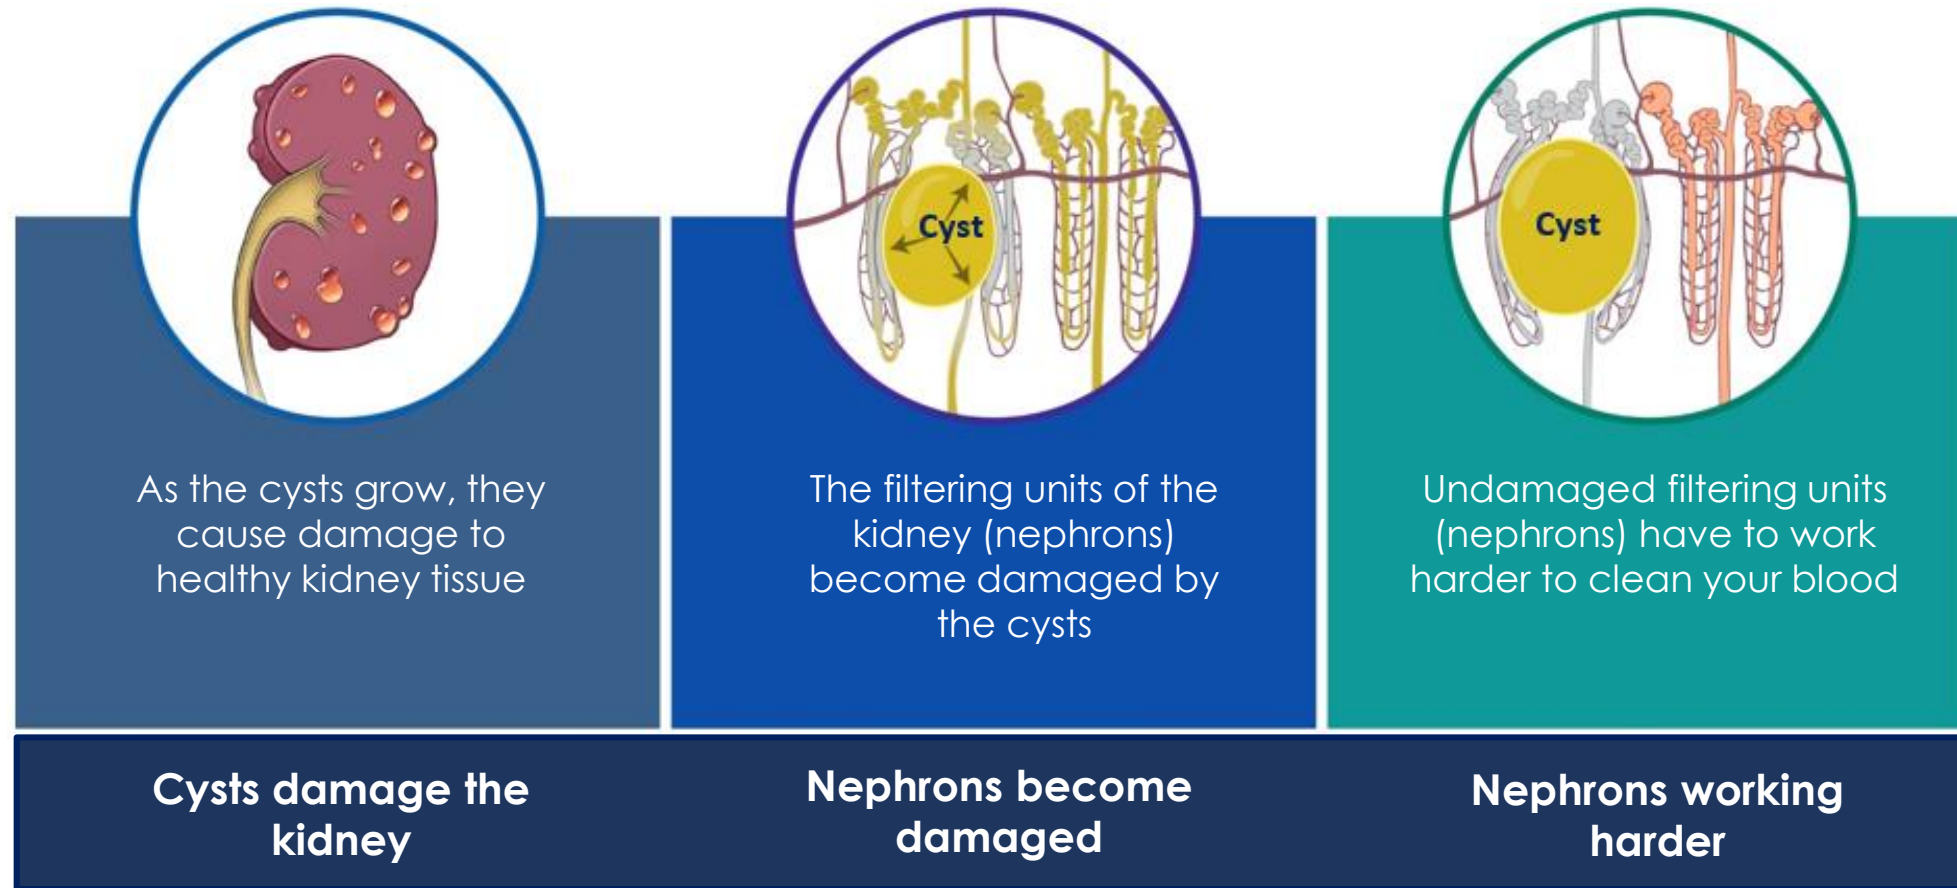 Cyst
Cyst
As the cysts grow, they
cause damage to
healthy kidney tissue
The filtering units of the
kidney (nephrons)
become damaged by
the cysts
Undamaged filtering units
(nephrons) have to work
harder to clean your blood
Cysts damage the
kidney
Nephrons become
damaged
Nephrons working
harder